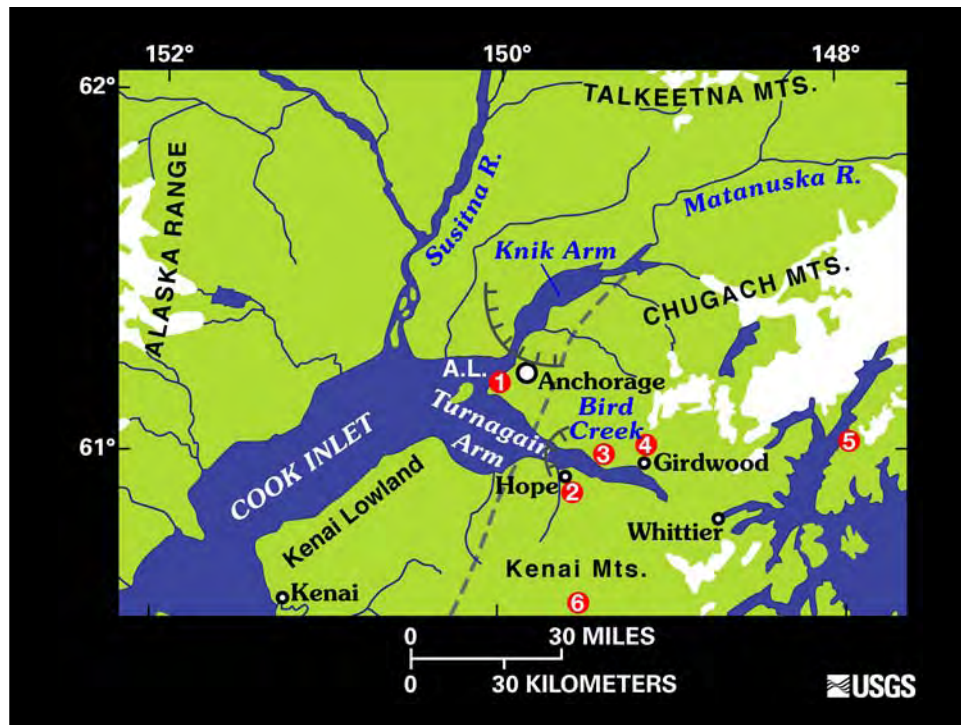 152°
150°
148°
62°
TALKEETNA MTS.
ALASKA RANGE
Susitna R.
Matanuska R.
Knik Arm
CHUGACH MTS.
A.L.
1
Anchorage
Bird
Creek
Turnagain
Arm
61°
COOK INLET
3
4
5
Girdwood
Hope
2
Kenai Lowland
Whittier
Kenai Mts.
Kenai
6
0 30 MILES
0 30 KILOMETERS
USGS